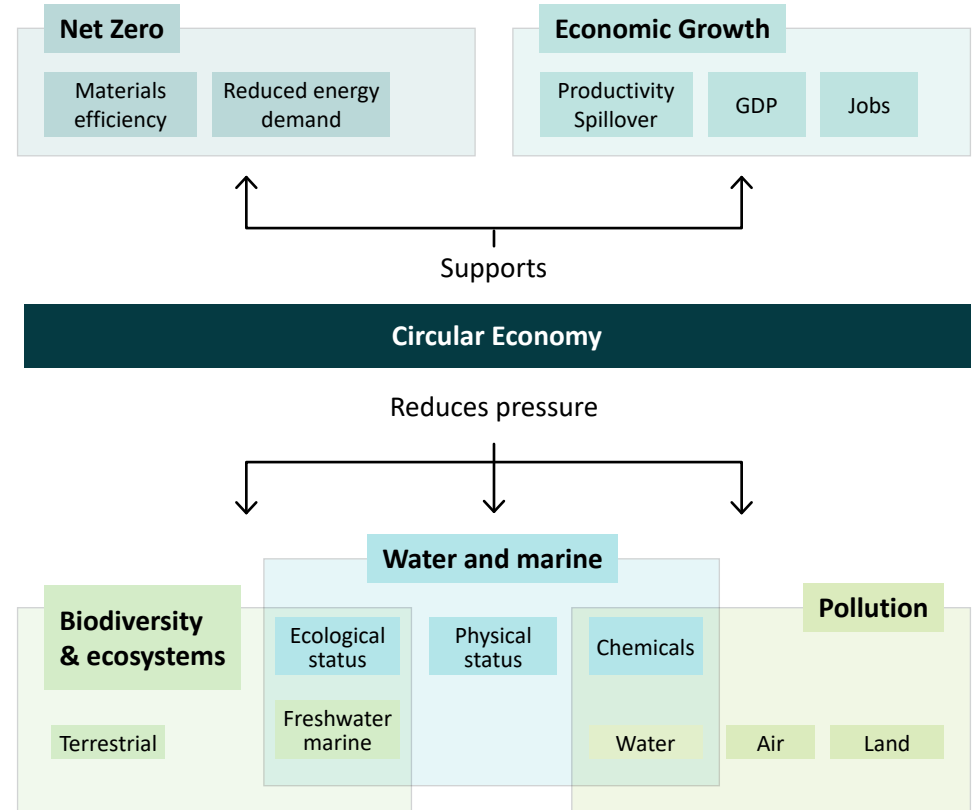 Net Zero
Materials
efficiency
Reduced energy
demand
Economic Growth
Productivity
Spillover
GDP
Jobs
Supports
Circular Economy
Reduces pressure
Water and marine
Biodiversity
& ecosystems
Pollution
Ecological
status
Physical
status
Chemicals
Terrestrial
Freshwater
marine
Water
Air
Land